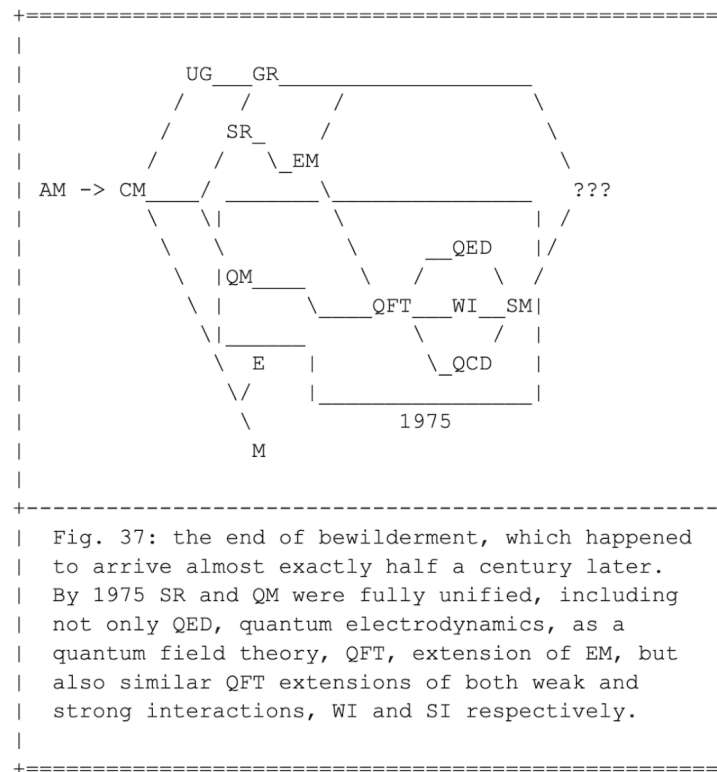 UG GR
SR
EM
AM -> CM ???
QED
QM
QFT WI SM
E
QCD
1975
M
Fig. 37: the end of bewilderment, which happened
to arrive almost exactly half a century later.
By 1975 SR and QM were fully unified, including
not only QED, quantum electrodynamics, as a
quantum field theory, QFT, extension of EM, but
also similar QFT extensions of both weak and
strong interactions, WI and SI respectively.